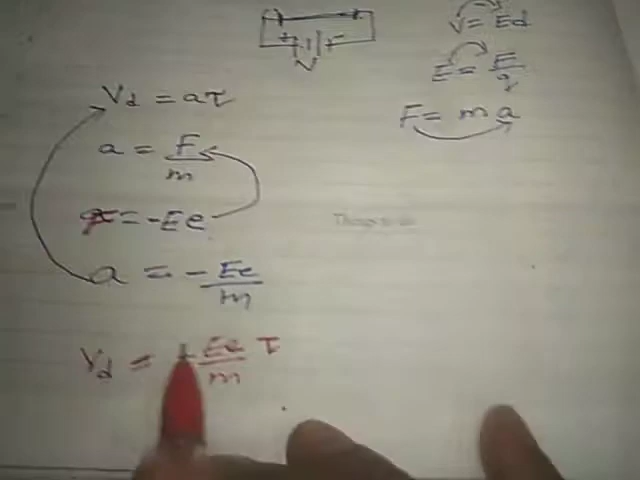 + -
V
V = Ed
E = F/q
F = ma
Vd = aτ
a = F/m
F = -Ee
a = - Ee/m
Vd = - Ee/m τ